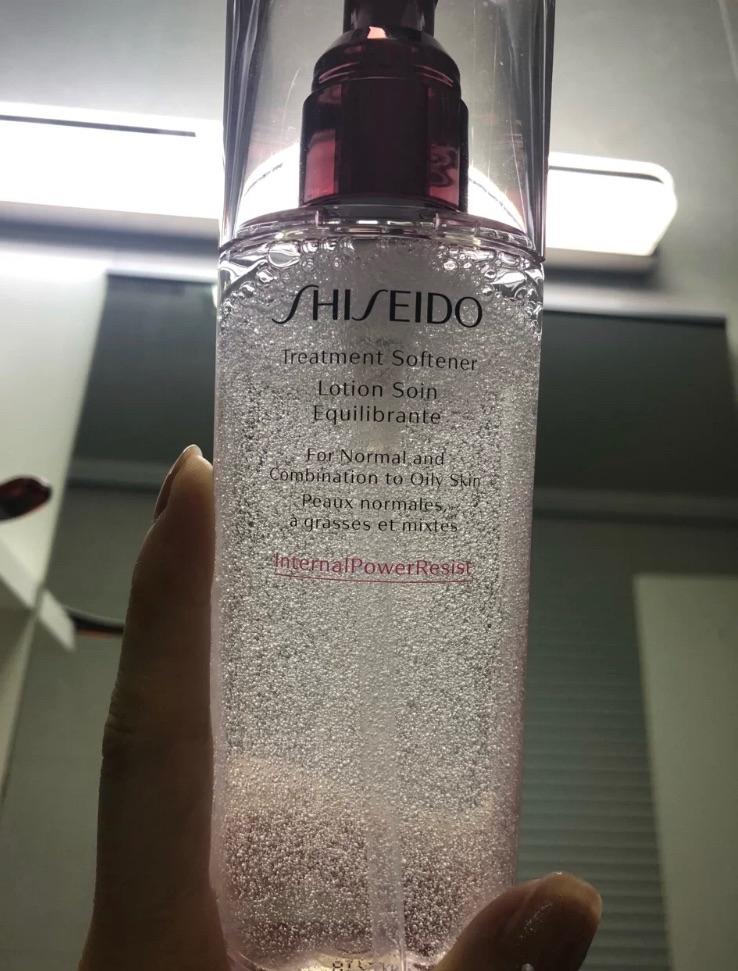 SHISEIDO
Treatment Softener
Lotion Soin
Equilibrante
For Normal and
Combination to Oily Skin
Peaux normales,
à grasses et mixtes
InternalPowerResist